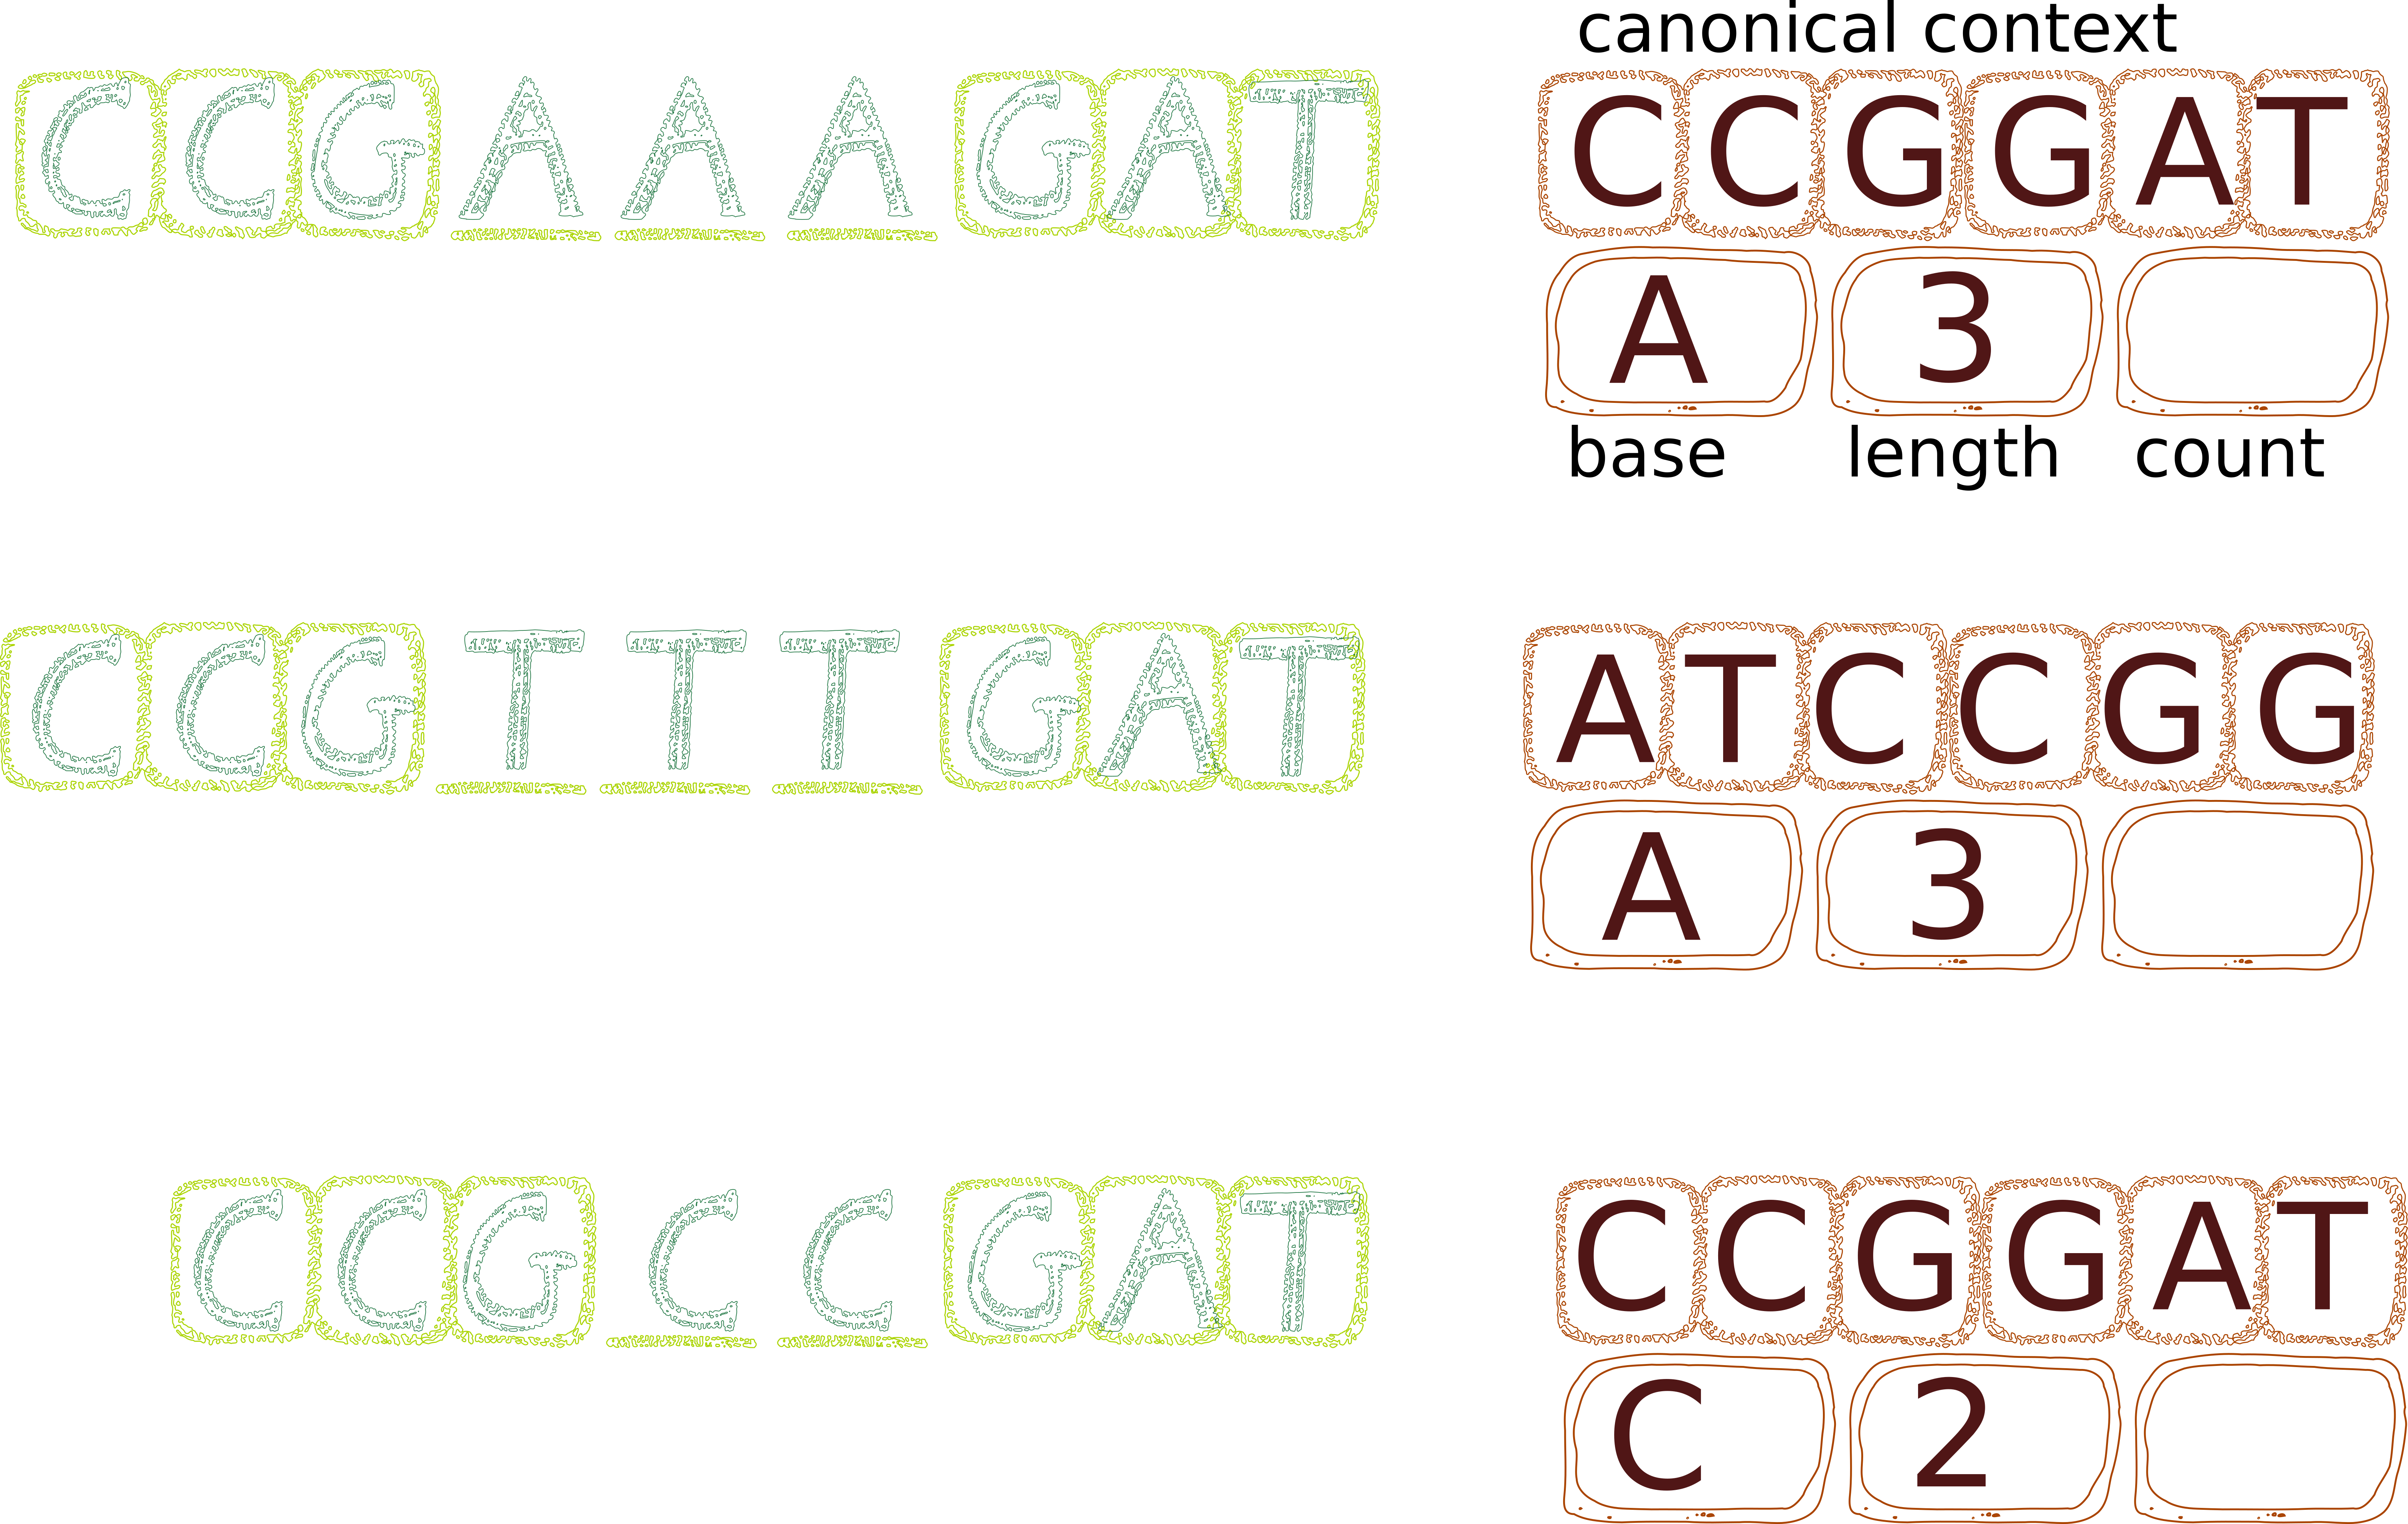 canonical context
CCGAAAGAT CCGGAT
A 3
base length count
CCGTTTGAT ATCCGG
A 3
CCGCCGAT CCGGAT
C 2